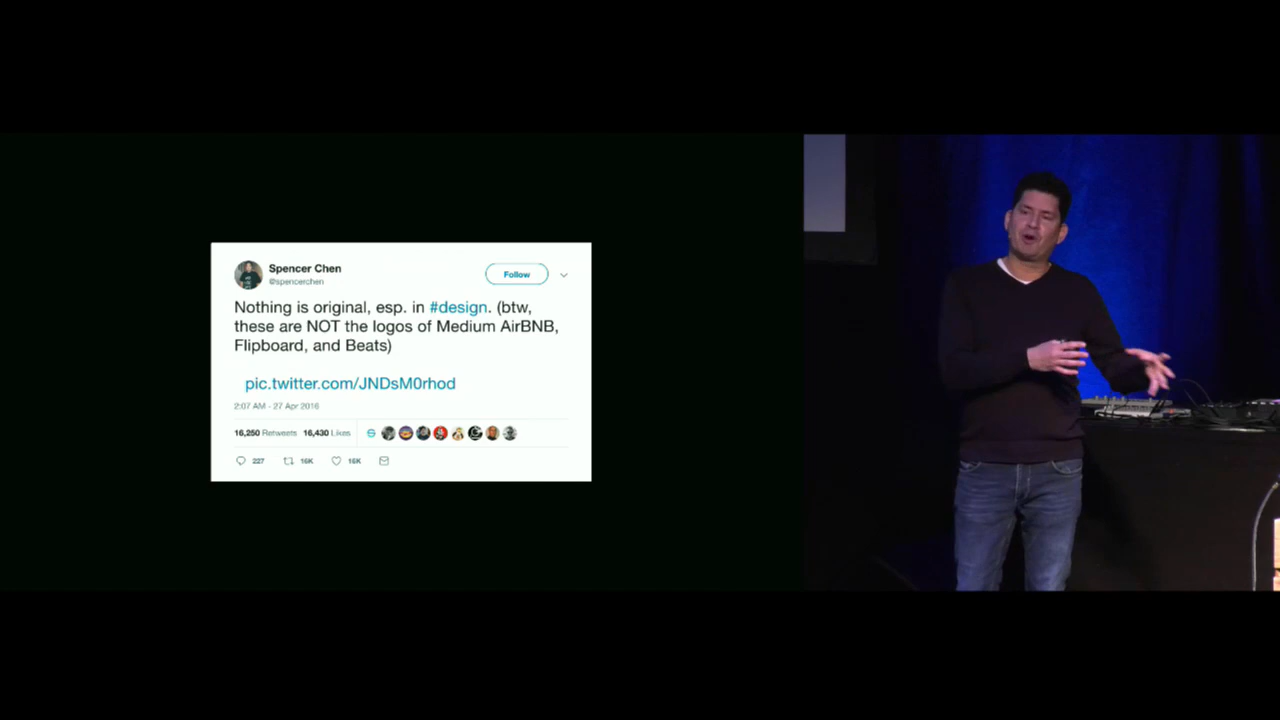 Spencer Chen
@spencerchen
Follow
Nothing is original, esp. in #design. (btw,
these are NOT the logos of Medium AirBNB,
Flipboard, and Beats)
pic.twitter.com/JNDsM0rhod
2:07 AM - 27 Apr 2016
16,250 Retweets 16,430 Likes
227 16K 16K